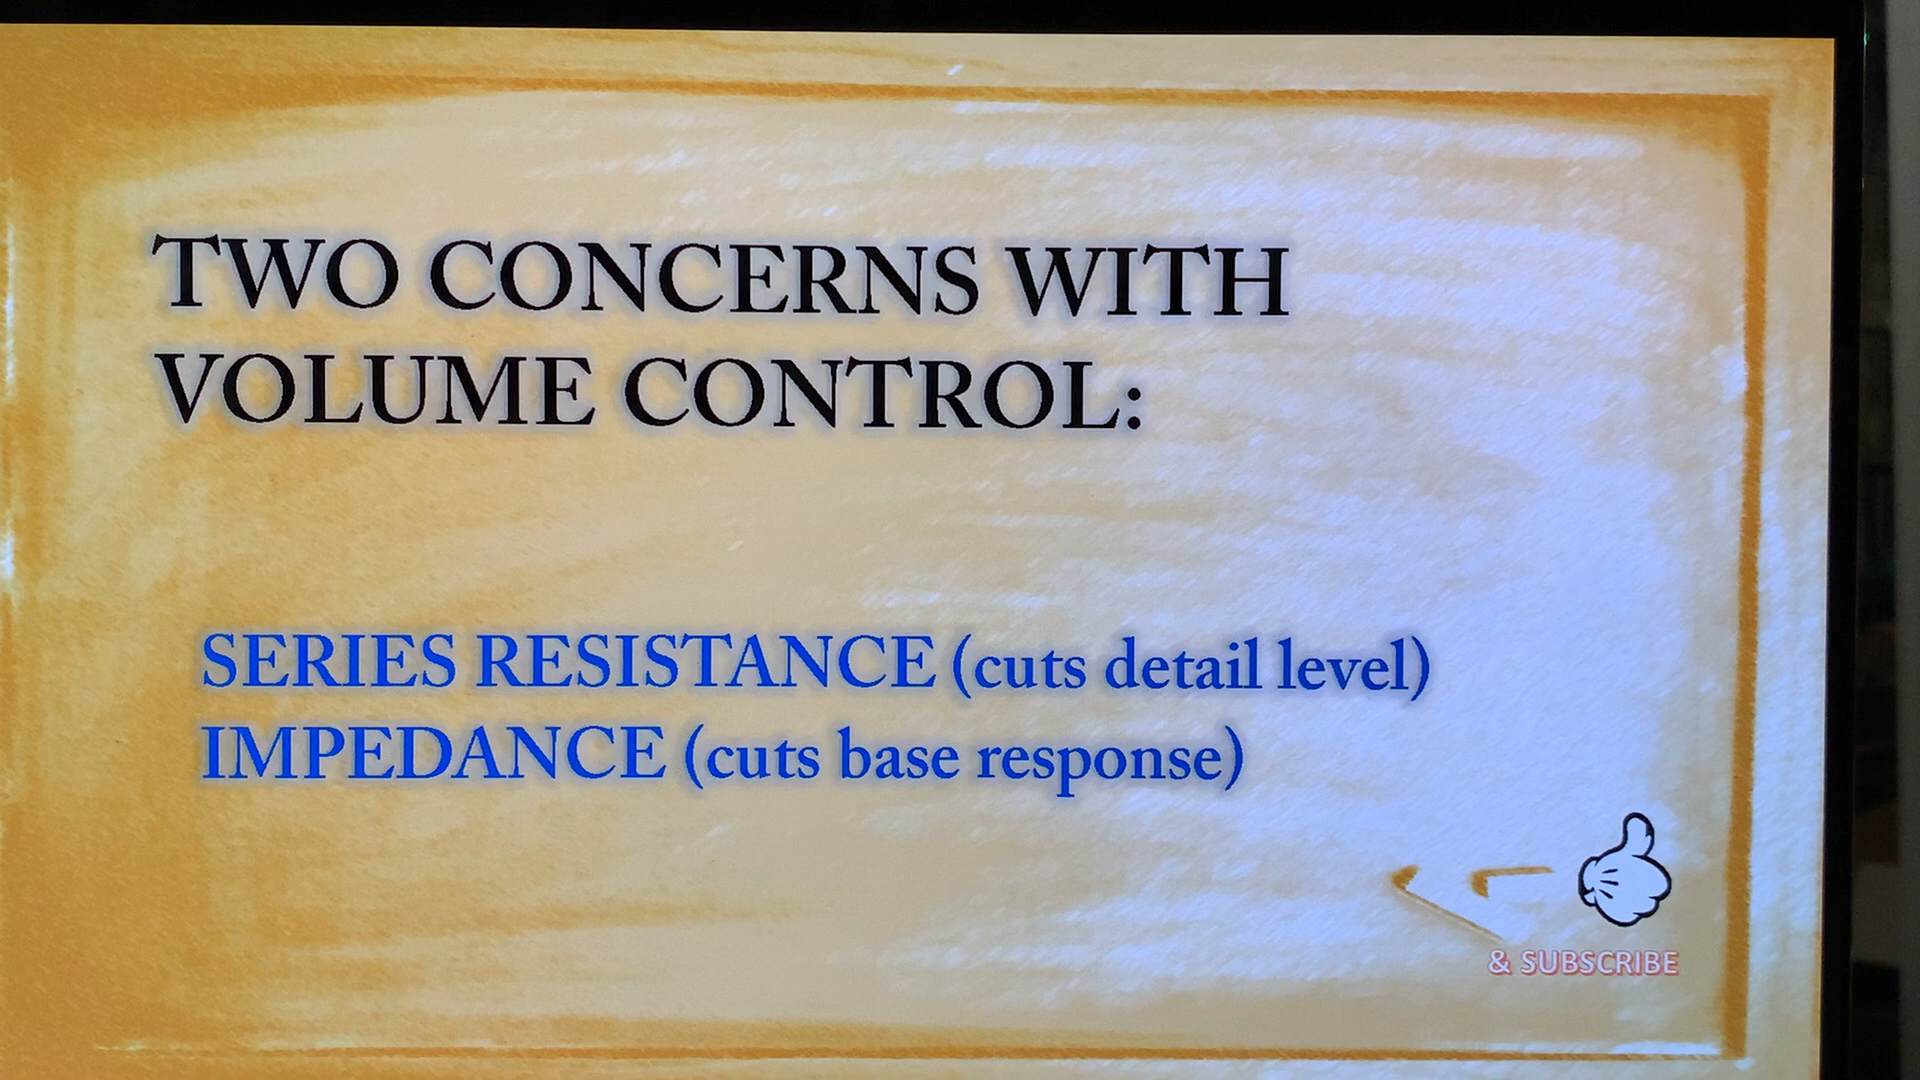 TWO CONCERNS WITH
VOLUME CONTROL:
SERIES RESISTANCE (cuts detail level)
IMPEDANCE (cuts base response)
& SUBSCRIBE